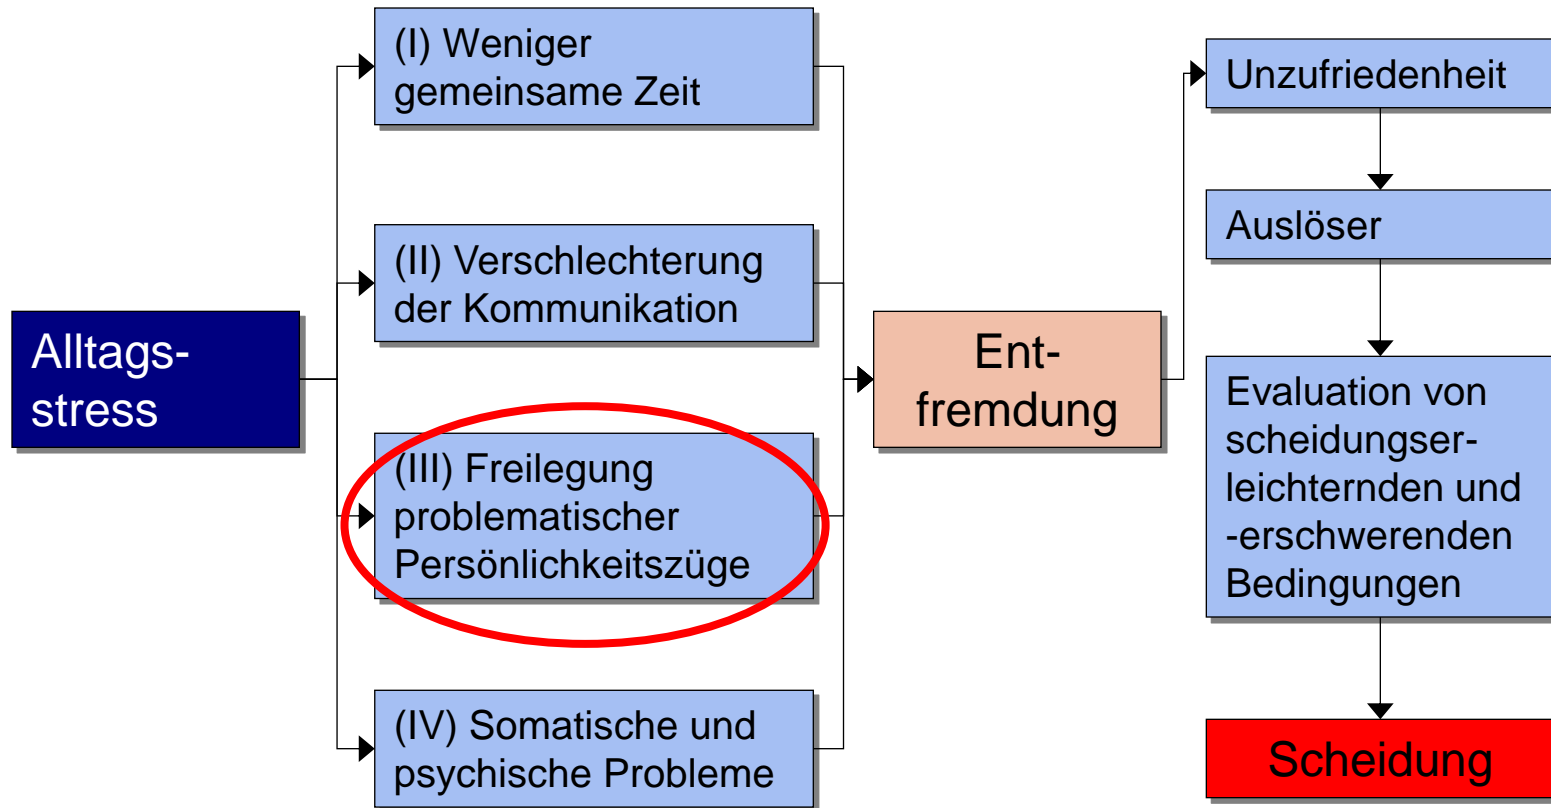 Alltags-
stress
(I) Weniger
gemeinsame Zeit
(II) Verschlechterung
der Kommunikation
(III) Freilegung
problematischer
Persönlichkeitszüge
(IV) Somatische und
psychische Probleme
Ent-
fremdung
Unzufriedenheit
Auslöser
Evaluation von
scheidungser-
leichternden und
-erschwerenden
Bedingungen
Scheidung